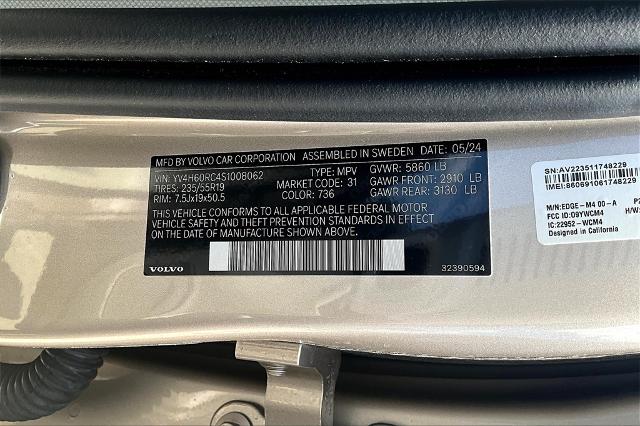 MFD BY VOLVO CAR CORPORATION ASSEMBLED IN SWEDEN DATE: 05/24
VIN: YV4H60RC4S1008062 TYPE: MPV GVWR: 5860 LB
TIRES: 235/55R19 MARKET CODE: 31 GAWR FRONT: 2910 LB
RIM: 7.5Jx19x50.5 COLOR: 736 GAWR REAR: 3130 LB
THIS VEHICLE CONFORMS TO ALL APPLICABLE FEDERAL MOTOR
VEHICLE SAFETY AND THEFT PREVENTION STANDARDS IN EFFECT
ON THE DATE OF MANUFACTURE SHOWN ABOVE.
VOLVO 32390594
SN:AV223511748229
IMEI:860691061748229
M/N:EDGE-M4 00-A P2
FCC ID:O9YWCM4 H/W:
IC:22952-WCM4
Designed in California